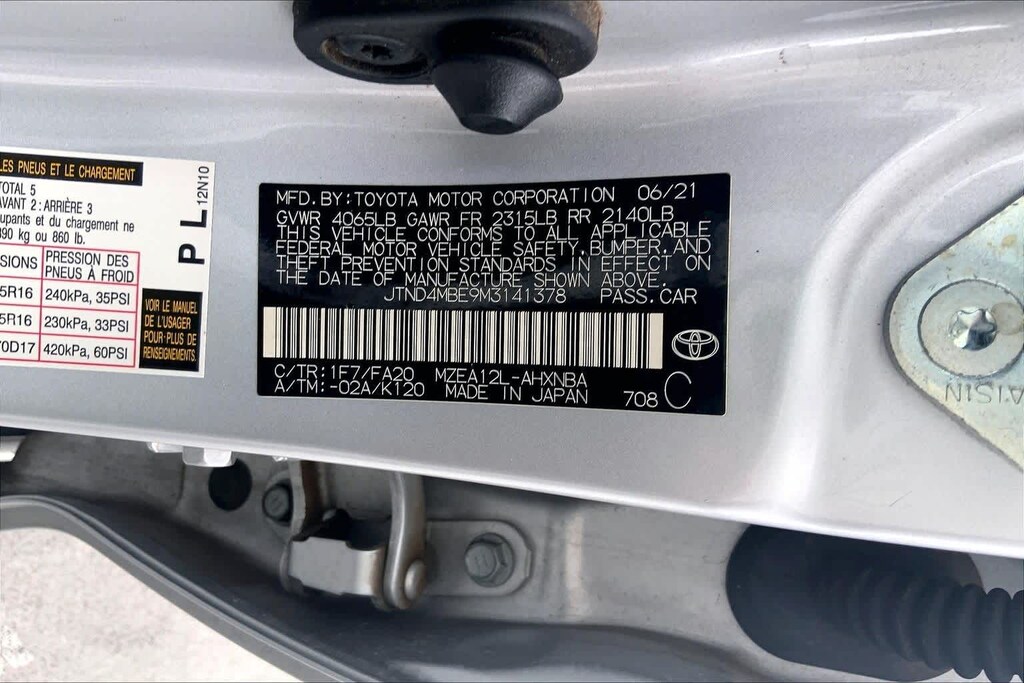 LES PNEUS ET LE CHARGEMENT
TOTAL 5
AVANT 2: ARRIÈRE 3
cupants et du chargement ne
390 kg ou 860 lb.
PRESSION DES
PNEUS À FROID
5R16 240kPa, 35PSI
5R16 230kPa, 33PSI
70D17 420kPa, 60PSI
VOIR LE MANUEL
DE L'USAGER
POUR PLUS DE
RENSEIGNEMENTS.
P L
12N10
MFD. BY: TOYOTA MOTOR CORPORATION 06/21
GVWR 4065LB GAWR FR 2315LB RR 2140LB
THIS VEHICLE CONFORMS TO ALL APPLICABLE
FEDERAL MOTOR VEHICLE SAFETY, BUMPER, AND
THEFT PREVENTION STANDARDS IN EFFECT ON
THE DATE OF MANUFACTURE SHOWN ABOVE.
JTND4MBE9M3141378 PASS. CAR
C/TR: 1F7/FA20 MZEA12L-AHXNBA
A/TM: -02A/K120 MADE IN JAPAN 708 C
AISIN